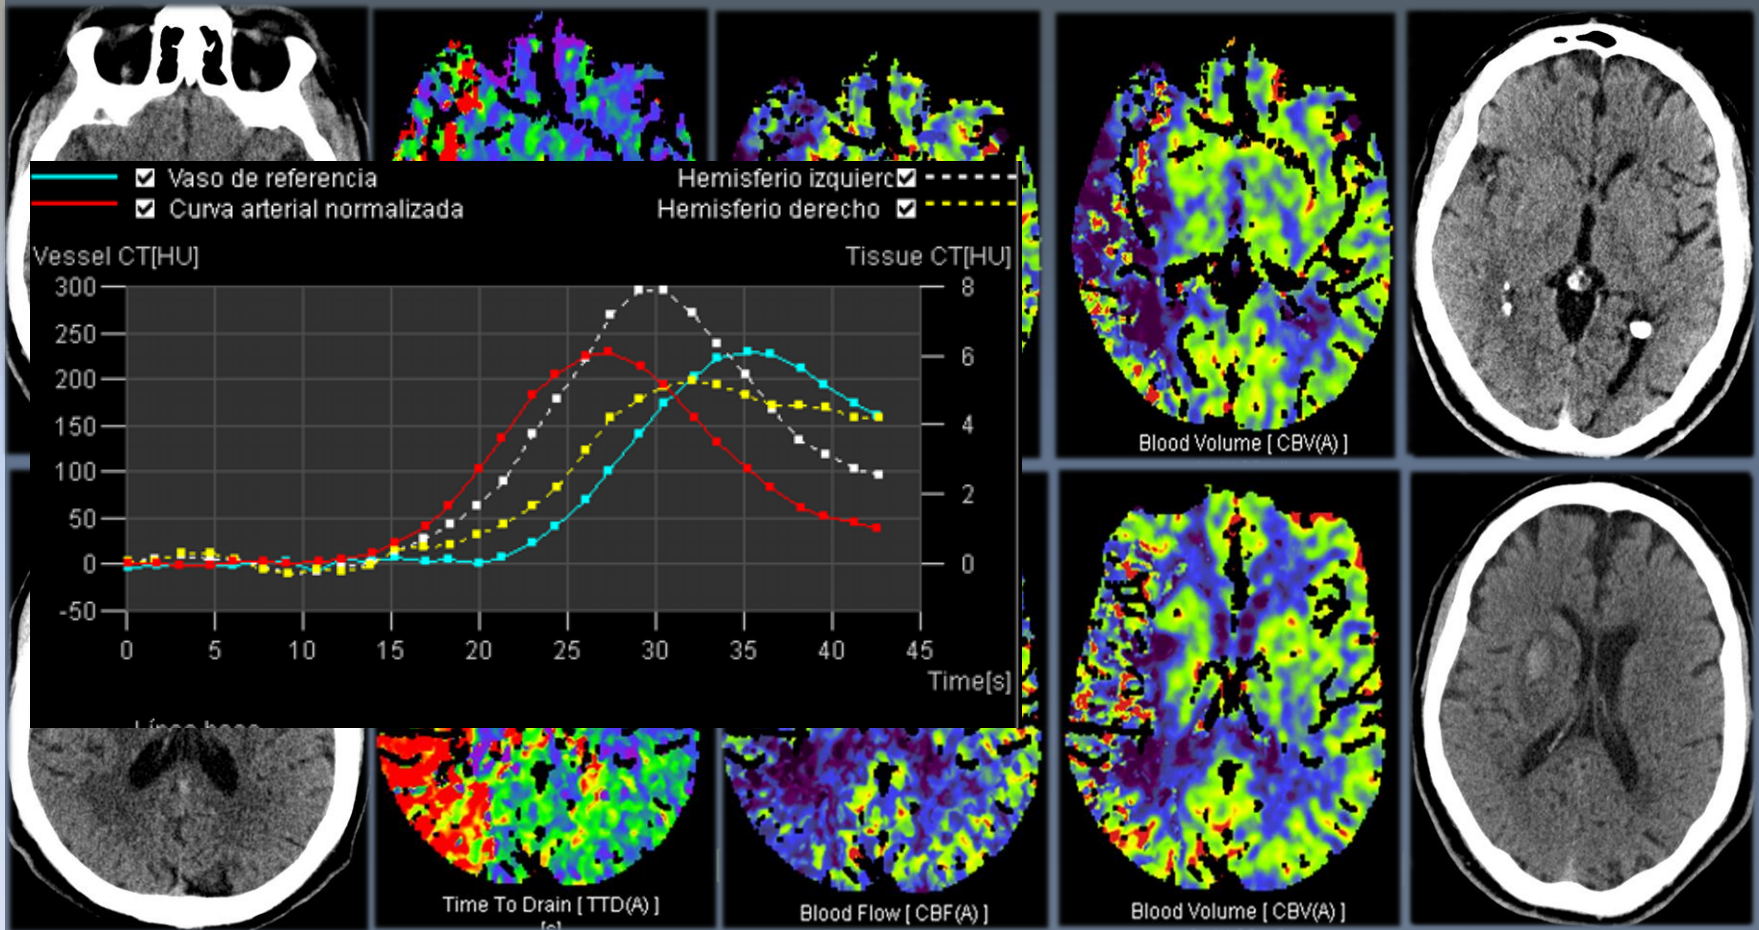 Vaso de referencia
Hemisferio izquierc
Curva arterial normalizada
Hemisferio derecho
Vessel CT[HU]
Tissue CT[HU]
300
250
200
150
100
50
0
-50
8
6
4
2
0
0 5 10 15 20 25 30 35 40 45
Time[s]
Blood Volume [ CBV(A) ]
Time To Drain [ TTD(A) ]
Blood Flow [ CBF(A) ]
Blood Volume [ CBV(A) ]